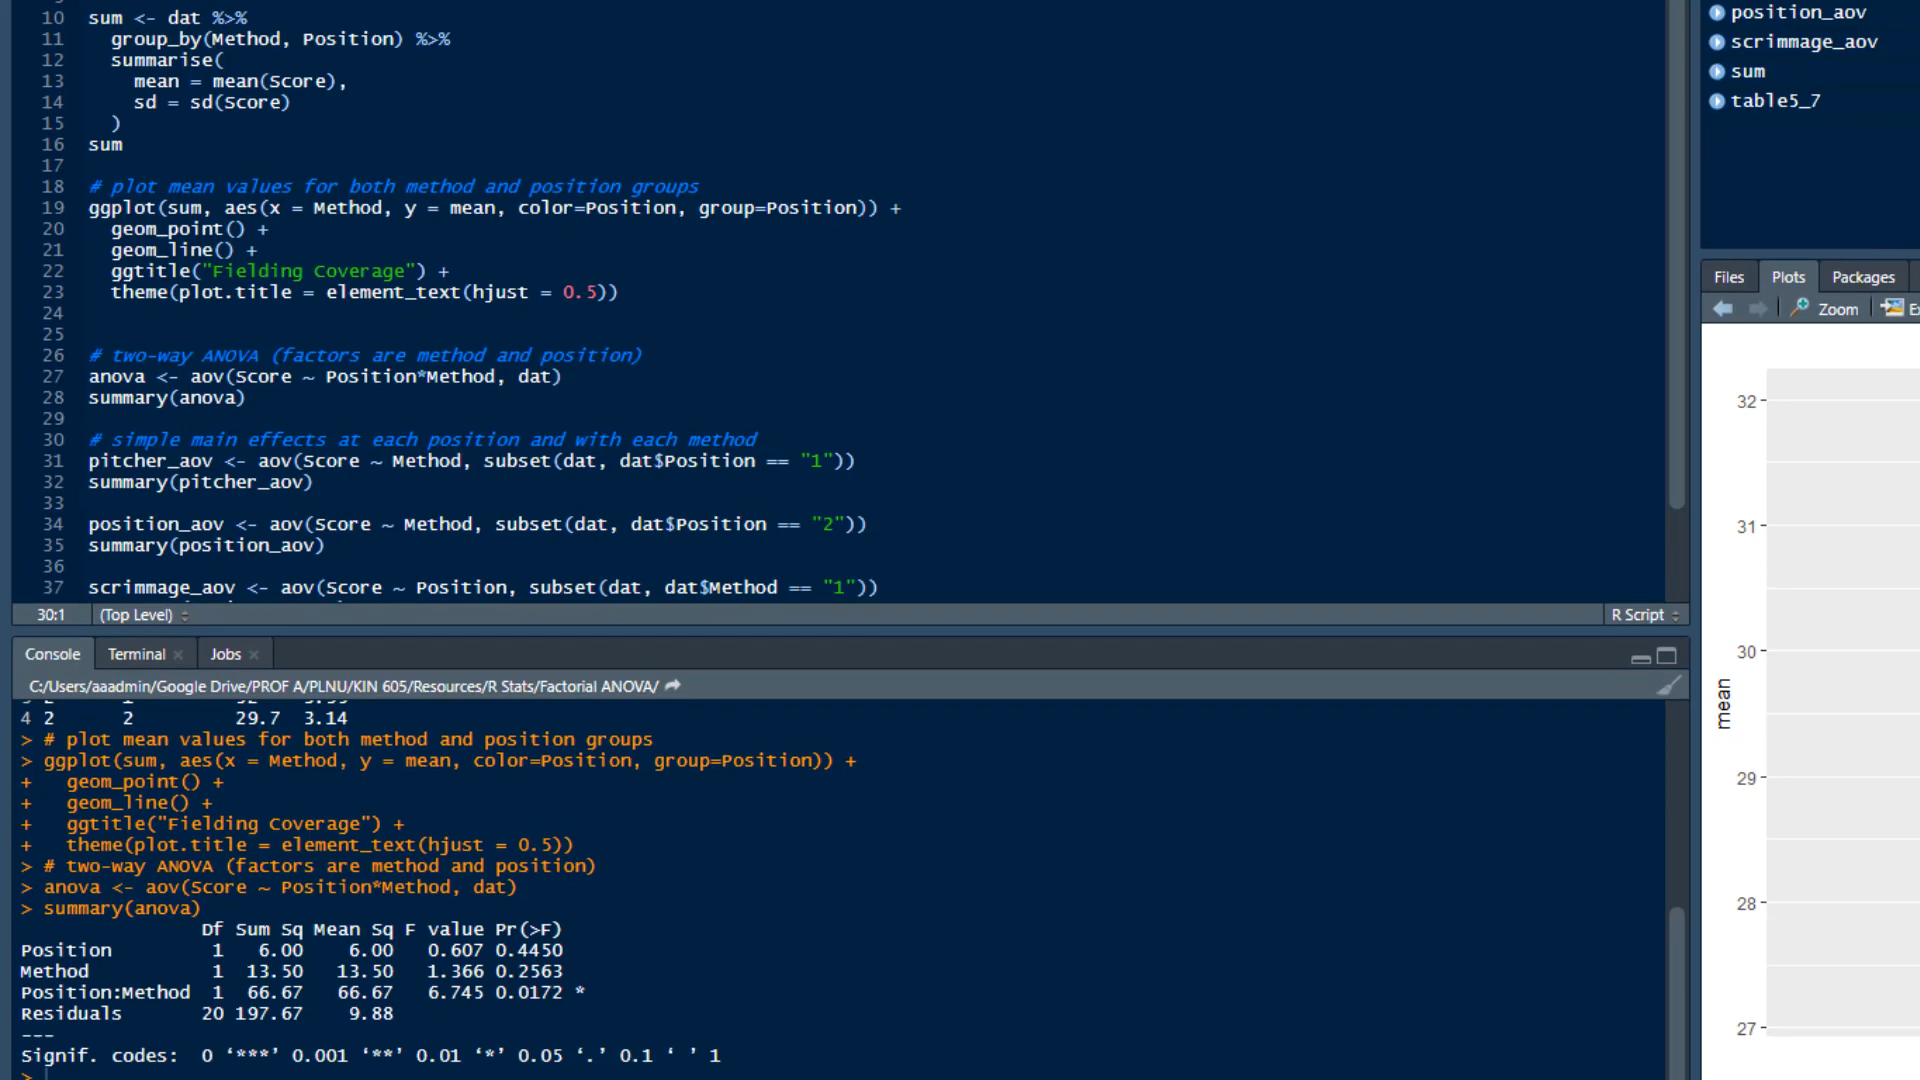 10 sum <- dat %>%
11 group_by(Method, Position) %>%
12 summarise(
13 mean = mean(Score),
14 sd = sd(Score)
15 )
16 sum
17
18 # plot mean values for both method and position groups
19 ggplot(sum, aes(x = Method, y = mean, color=Position, group=Position)) +
20 geom_point() +
21 geom_line() +
22 ggtitle("Fielding Coverage") +
23 theme(plot.title = element_text(hjust = 0.5))
24
25
26 # two-way ANOVA (factors are method and position)
27 anova <- aov(Score ~ Position*Method, dat)
28 summary(anova)
29
30 # simple main effects at each position and with each method
31 pitcher_aov <- aov(Score ~ Method, subset(dat, dat$Position == "1"))
32 summary(pitcher_aov)
33
34 position_aov <- aov(Score ~ Method, subset(dat, dat$Position == "2"))
35 summary(position_aov)
36
37 scrimmage_aov <- aov(Score ~ Position, subset(dat, dat$Method == "1"))
30:1 (Top Level) R Script
Console Terminal Jobs
C:/Users/aaadmin/Google Drive/PROF A/PLNU/KIN 605/Resources/R Stats/Factorial ANOVA/
4 2 2 29.7 3.14
> # plot mean values for both method and position groups
> ggplot(sum, aes(x = Method, y = mean, color=Position, group=Position)) +
+ geom_point() +
+ geom_line() +
+ ggtitle("Fielding Coverage") +
+ theme(plot.title = element_text(hjust = 0.5))
> # two-way ANOVA (factors are method and position)
> anova <- aov(Score ~ Position*Method, dat)
> summary(anova)
Df Sum Sq Mean Sq F value Pr(>F)
Position 1 6.00 6.00 0.607 0.4450
Method 1 13.50 13.50 1.366 0.2563
Position:Method 1 66.67 66.67 6.745 0.0172 *
Residuals 20 197.67 9.88
---
Signif. codes: 0 ‘***’ 0.001 ‘**’ 0.01 ‘*’ 0.05 ‘.’ 0.1 ‘ ’ 1
>
position_aov
scrimmage_aov
sum
table5_7
Files Plots Packages
Zoom
32
31
30
29
28
27
mean